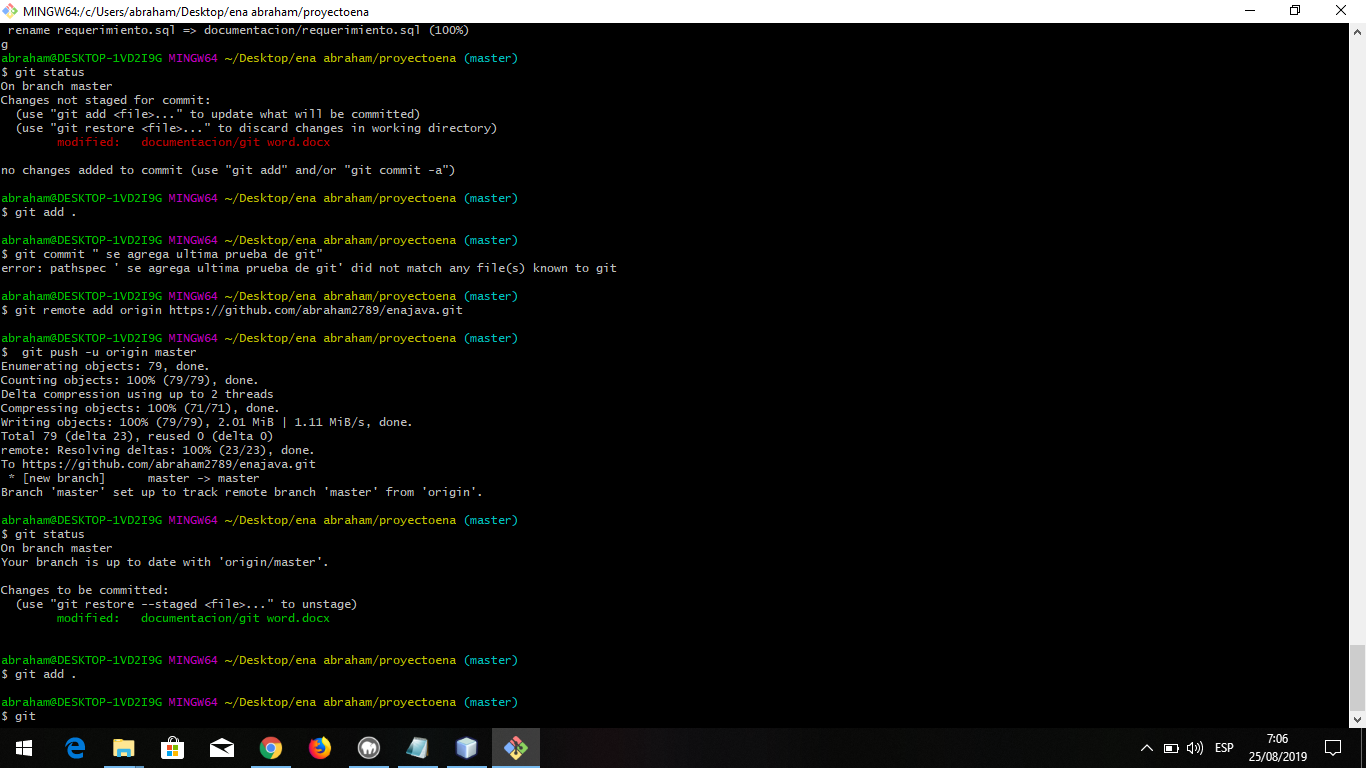 MINGW64:/c/Users/abraham/Desktop/ena abraham/proyectoena
rename requerimiento.sql => documentacion/requerimiento.sql (100%)
g
abraham@DESKTOP-1VD2I9G MINGW64 ~/Desktop/ena abraham/proyectoena (master)
$ git status
On branch master
Changes not staged for commit:
  (use "git add <file>..." to update what will be committed)
  (use "git restore <file>..." to discard changes in working directory)
        modified:   documentacion/git word.docx

no changes added to commit (use "git add" and/or "git commit -a")

abraham@DESKTOP-1VD2I9G MINGW64 ~/Desktop/ena abraham/proyectoena (master)
$ git add .

abraham@DESKTOP-1VD2I9G MINGW64 ~/Desktop/ena abraham/proyectoena (master)
$ git commit " se agrega ultima prueba de git"
error: pathspec ' se agrega ultima prueba de git' did not match any file(s) known to git

abraham@DESKTOP-1VD2I9G MINGW64 ~/Desktop/ena abraham/proyectoena (master)
$ git remote add origin https://github.com/abraham2789/enajava.git

abraham@DESKTOP-1VD2I9G MINGW64 ~/Desktop/ena abraham/proyectoena (master)
$  git push -u origin master
Enumerating objects: 79, done.
Counting objects: 100% (79/79), done.
Delta compression using up to 2 threads
Compressing objects: 100% (71/71), done.
Writing objects: 100% (79/79), 2.01 MiB | 1.11 MiB/s, done.
Total 79 (delta 23), reused 0 (delta 0)
remote: Resolving deltas: 100% (23/23), done.
To https://github.com/abraham2789/enajava.git
 * [new branch]      master -> master
Branch 'master' set up to track remote branch 'master' from 'origin'.

abraham@DESKTOP-1VD2I9G MINGW64 ~/Desktop/ena abraham/proyectoena (master)
$ git status
On branch master
Your branch is up to date with 'origin/master'.

Changes to be committed:
  (use "git restore --staged <file>..." to unstage)
        modified:   documentacion/git word.docx

abraham@DESKTOP-1VD2I9G MINGW64 ~/Desktop/ena abraham/proyectoena (master)
$ git add .

abraham@DESKTOP-1VD2I9G MINGW64 ~/Desktop/ena abraham/proyectoena (master)
$ git
ESP
7:06
25/08/2019